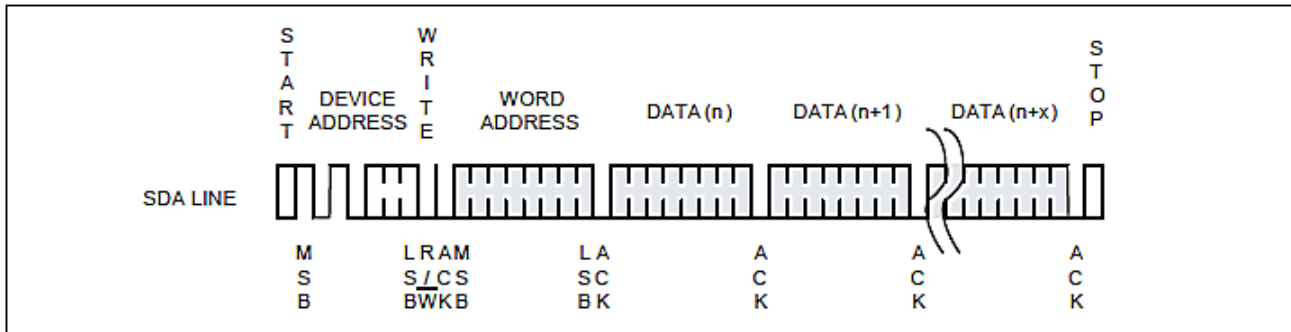 START
WRITE
STOP
DEVICE
ADDRESS
WORD
ADDRESS
DATA (n)
DATA (n+1)
DATA (n+x)
SDA LINE
MSB
LSB
R/W
ACK
MSB
LSB
ACK
ACK
ACK
ACK